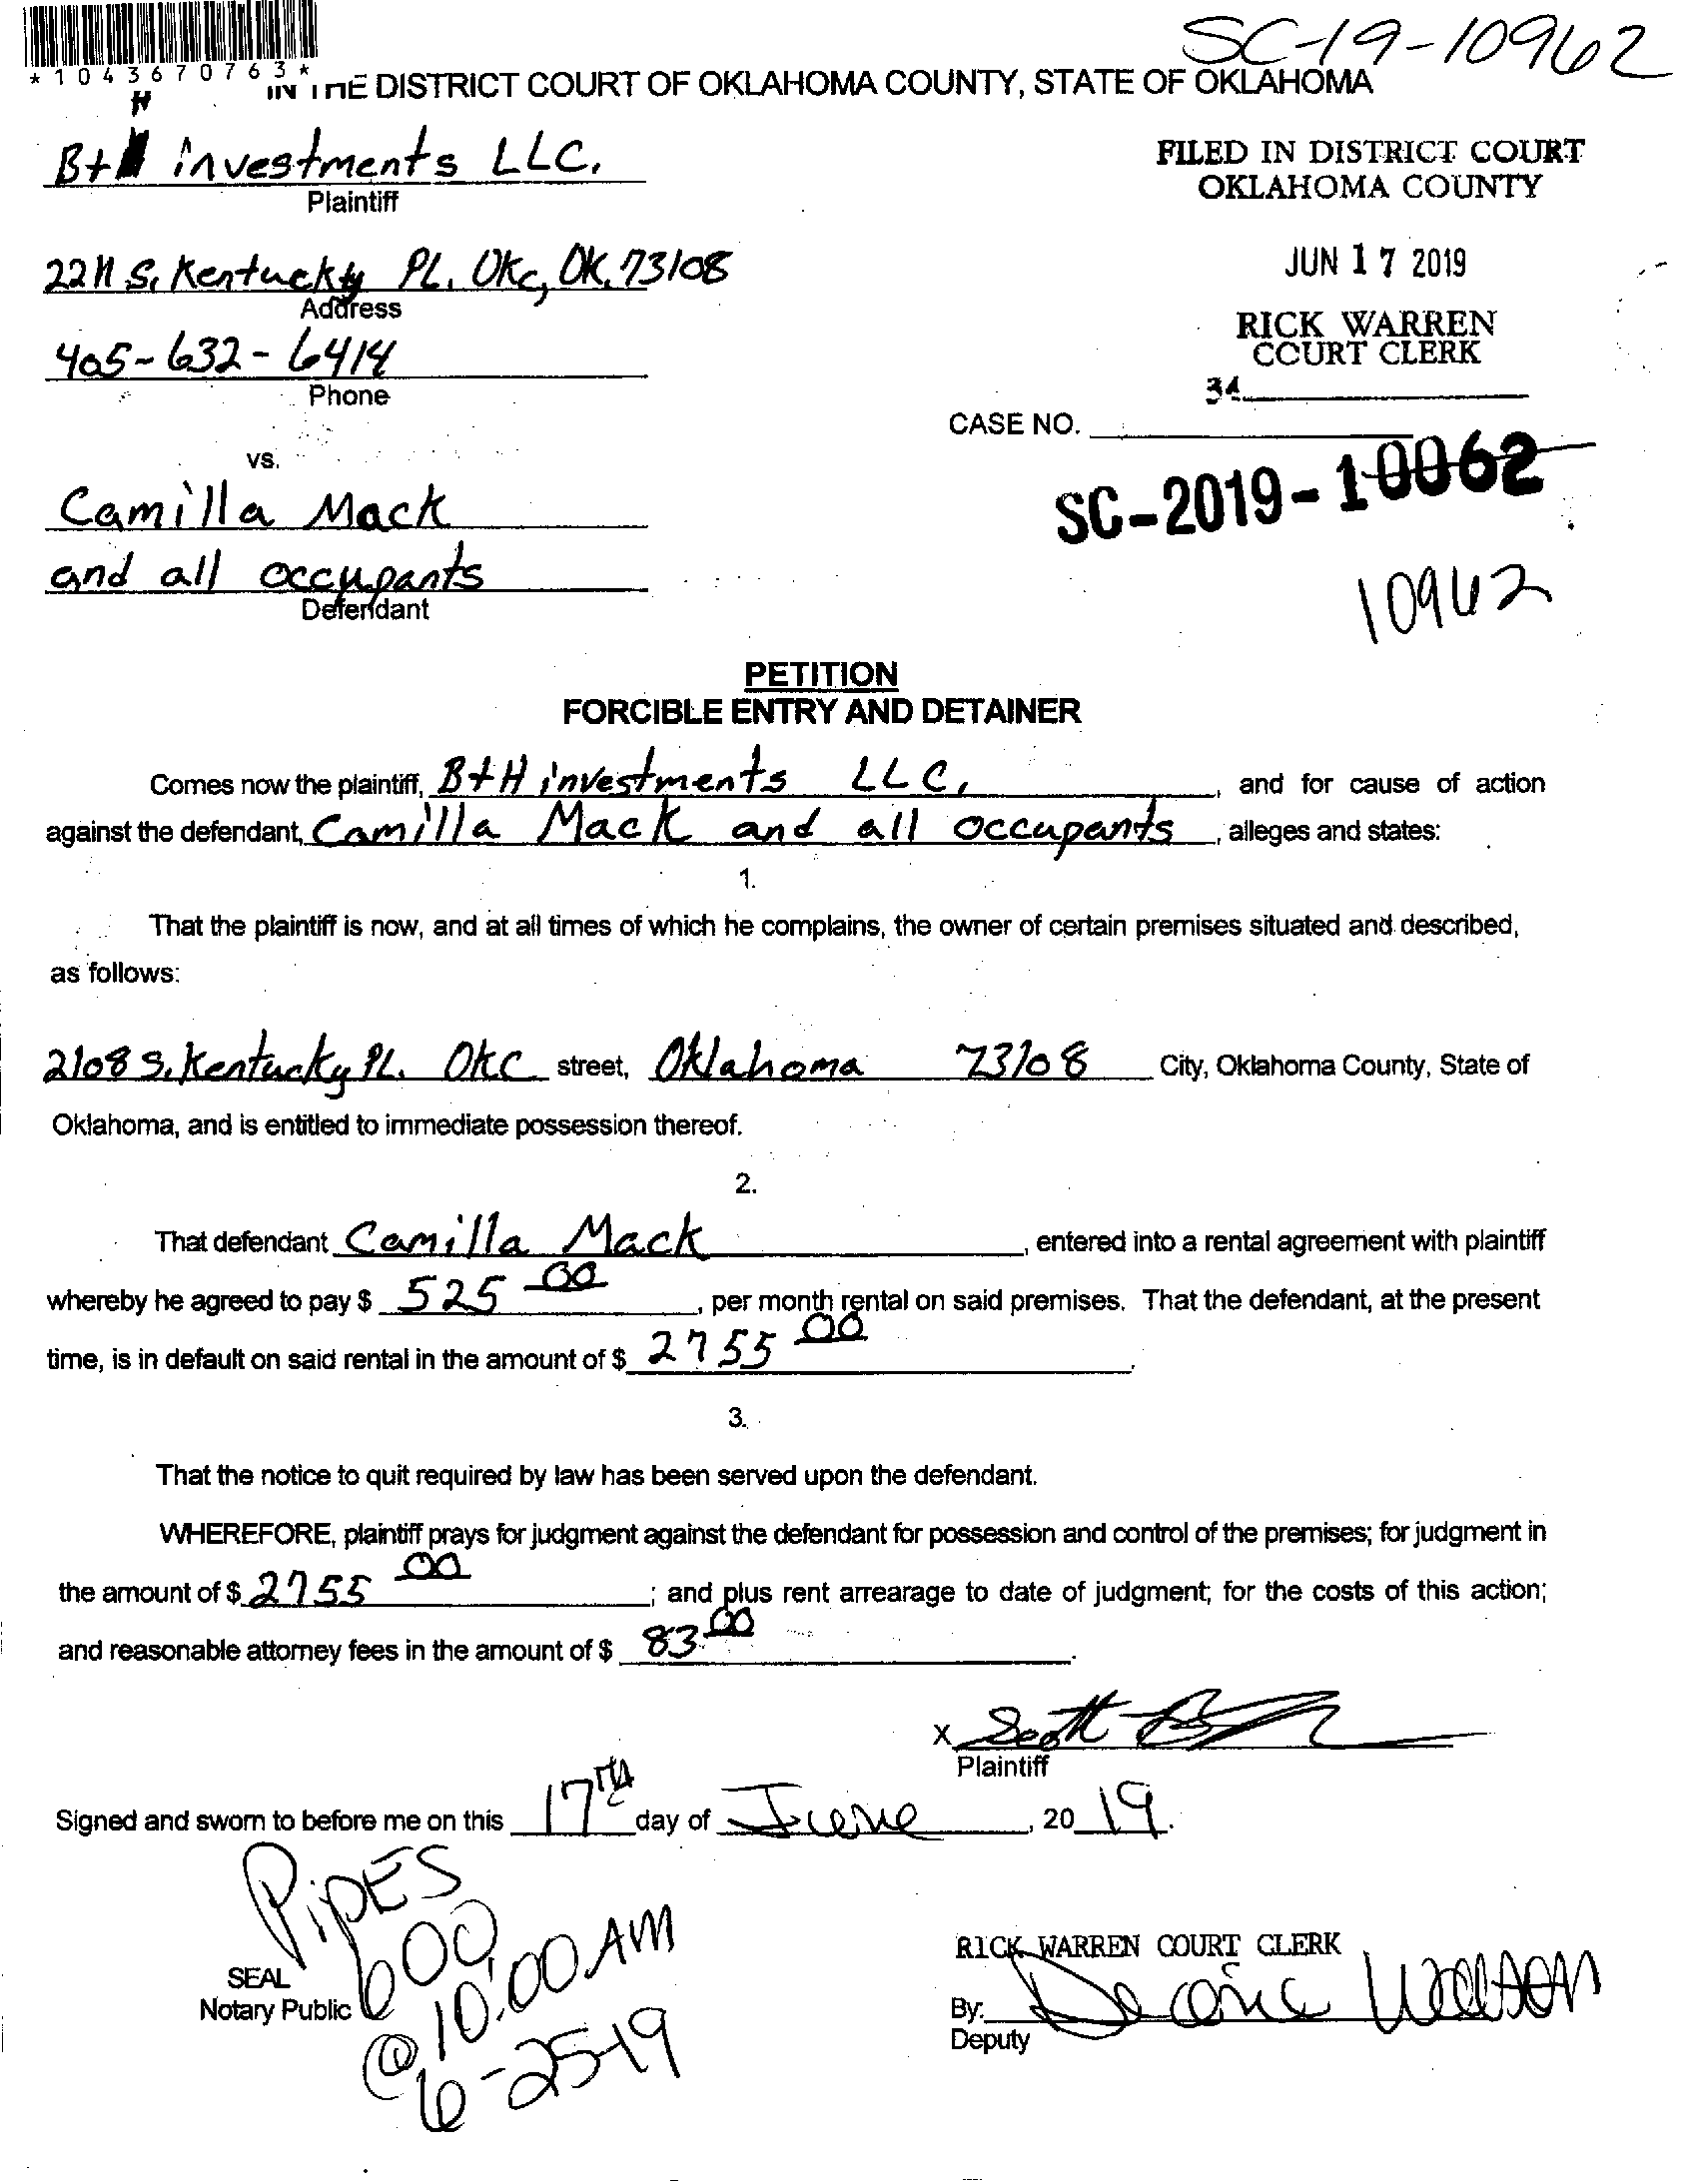 SC-19-10962
*1043670763*
IN THE DISTRICT COURT OF OKLAHOMA COUNTY, STATE OF OKLAHOMA
H
B+ investments LLC.
Plaintiff
FILED IN DISTRICT COURT
OKLAHOMA COUNTY
2211 S. Kentucky PL. OKC, OK. 73108
Address
JUN 17 2019
405-632-6414
Phone
RICK WARREN
COURT CLERK
34
CASE NO.
vs.
SC-2019-10062
Camilla Mack
and all occupants
Defendant
10962
PETITION
FORCIBLE ENTRY AND DETAINER
Comes now the plaintiff, B+H investments LLC, , and for cause of action
against the defendant, Camilla Mack and all occupants , alleges and states:
1.
That the plaintiff is now, and at all times of which he complains, the owner of certain premises situated and described,
as follows:
2108 S. Kentucky PL. OKC street, Oklahoma 73108 City, Oklahoma County, State of
Oklahoma, and is entitled to immediate possession thereof.
2.
That defendant Camilla Mack , entered into a rental agreement with plaintiff
whereby he agreed to pay $ 525 00 , per month rental on said premises. That the defendant, at the present
time, is in default on said rental in the amount of $ 2755 00 .
3.
That the notice to quit required by law has been served upon the defendant.
WHEREFORE, plaintiff prays for judgment against the defendant for possession and control of the premises; for judgment in
the amount of $ 2755 00 ; and plus rent arrearage to date of judgment; for the costs of this action;
and reasonable attorney fees in the amount of $ 83 00 .
X Scott
Plaintiff
Signed and sworn to before me on this 17th day of June , 20 19.
PIPES
600
@ 10:00 AM
6-25-19
SEAL
Notary Public
RICK WARREN COURT CLERK
By:
Deputy